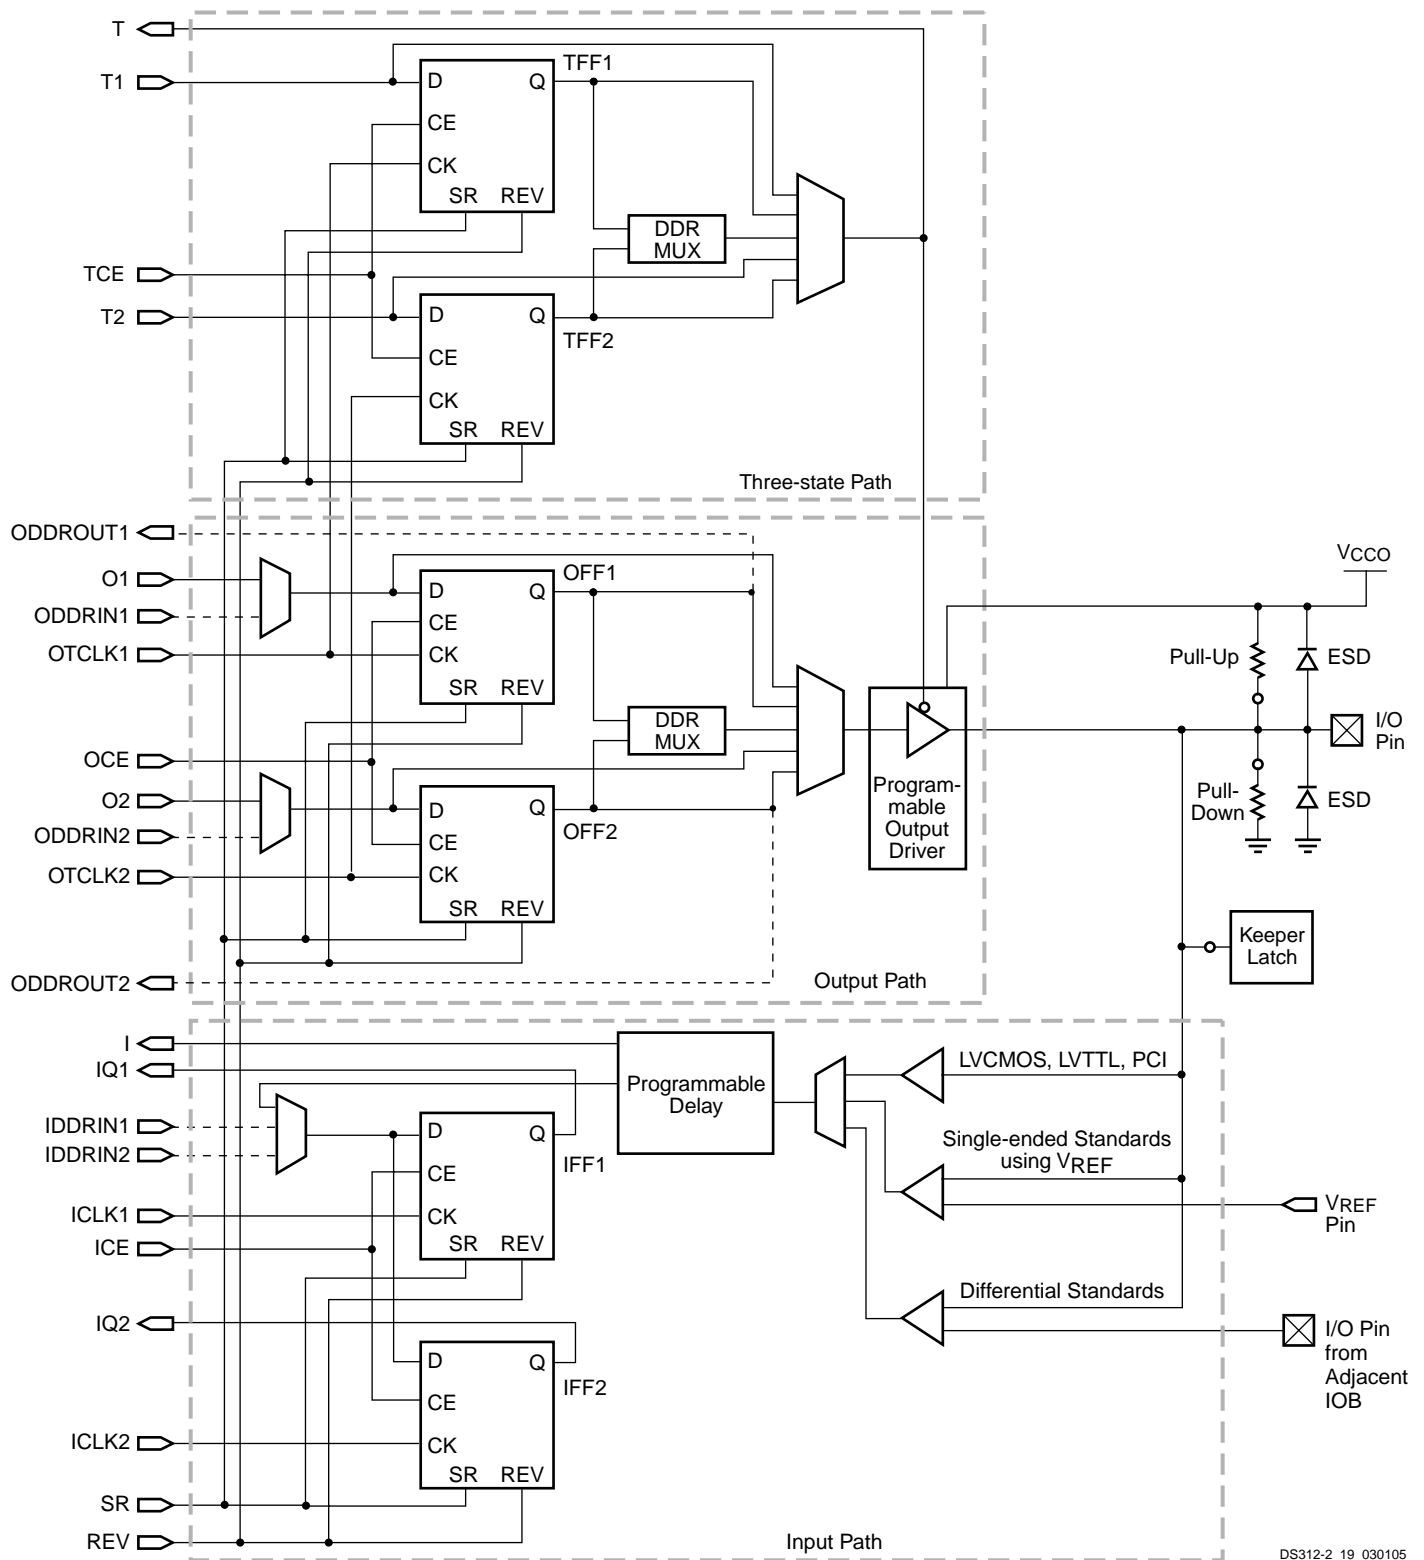 T
T1
D
Q
TFF1
CE
CK
SR
REV
DDR
MUX
TCE
T2
D
Q
TFF2
CE
CK
SR
REV
Three-state Path
ODDROUT1
O1
ODDRIN1
OTCLK1
D
Q
OFF1
CE
CK
SR
REV
DDR
MUX
OCE
O2
ODDRIN2
OTCLK2
D
Q
OFF2
CE
CK
SR
REV
ODDROUT2
Program-
mable
Output
Driver
Output Path
VCCO
Pull-Up
ESD
I/O
Pin
Pull-
Down
ESD
Keeper
Latch
I
IQ1
IDDRIN1
IDDRIN2
ICLK1
ICE
Programmable
Delay
LVCMOS, LVTTL, PCI
Single-ended Standards
using VREF
VREF
Pin
Differential Standards
I/O Pin
from
Adjacent
IOB
D
Q
IFF1
CE
CK
SR
REV
IQ2
D
Q
IFF2
CE
CK
SR
REV
ICLK2
SR
REV
Input Path
DS312-2_19_030105